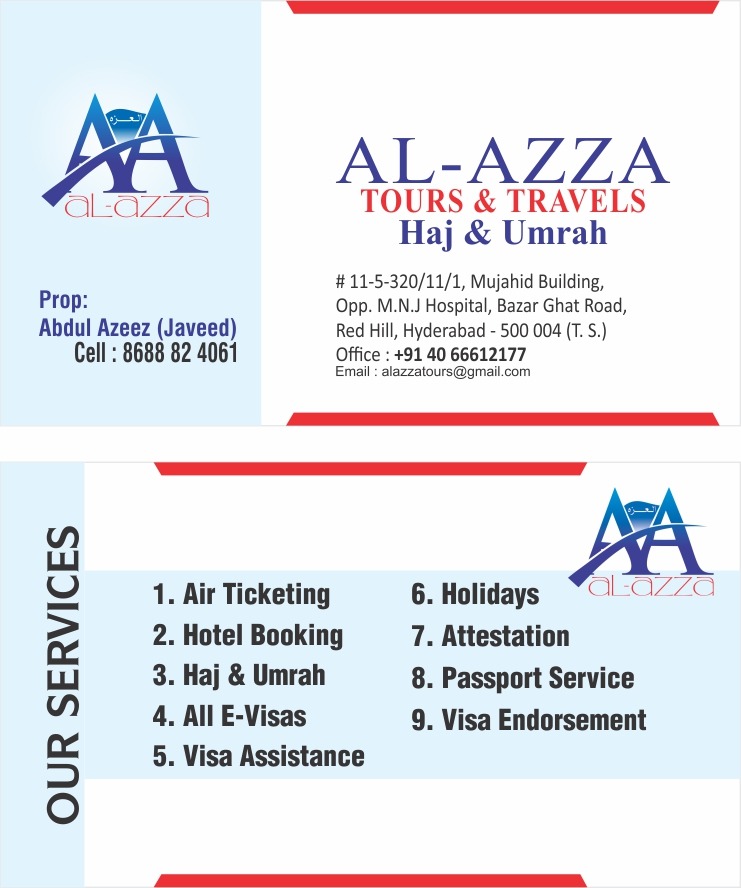 العزه
AL-AZZA
Prop:
Abdul Azeez (Javeed)
Cell : 8688 82 4061
AL-AZZA
TOURS & TRAVELS
Haj & Umrah
# 11-5-320/11/1, Mujahid Building,
Opp. M.N.J Hospital, Bazar Ghat Road,
Red Hill, Hyderabad - 500 004 (T. S.)
Office : +91 40 66612177
Email : alazzatours@gmail.com
العزه
AL-AZZA
OUR SERVICES
1. Air Ticketing
2. Hotel Booking
3. Haj & Umrah
4. All E-Visas
5. Visa Assistance
6. Holidays
7. Attestation
8. Passport Service
9. Visa Endorsement